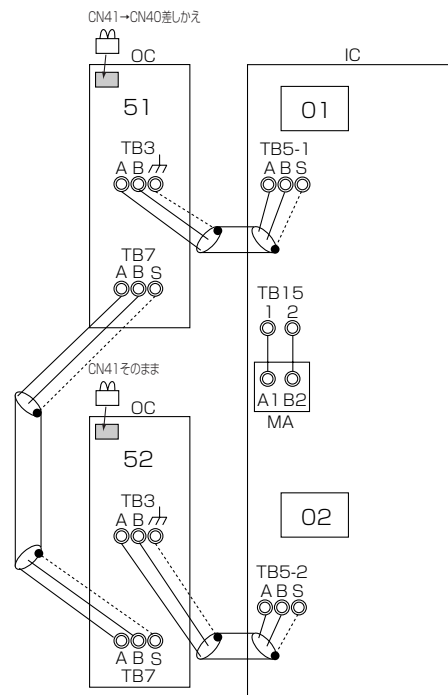 CN41→CN40差しかえ
OC
IC
51
01
TB3
A B
TB5-1
A B S
TB7
A B S
TB15
1 2
A1 B2
MA
CN41そのまま
OC
52
02
TB3
A B
TB5-2
A B S
A B S
TB7